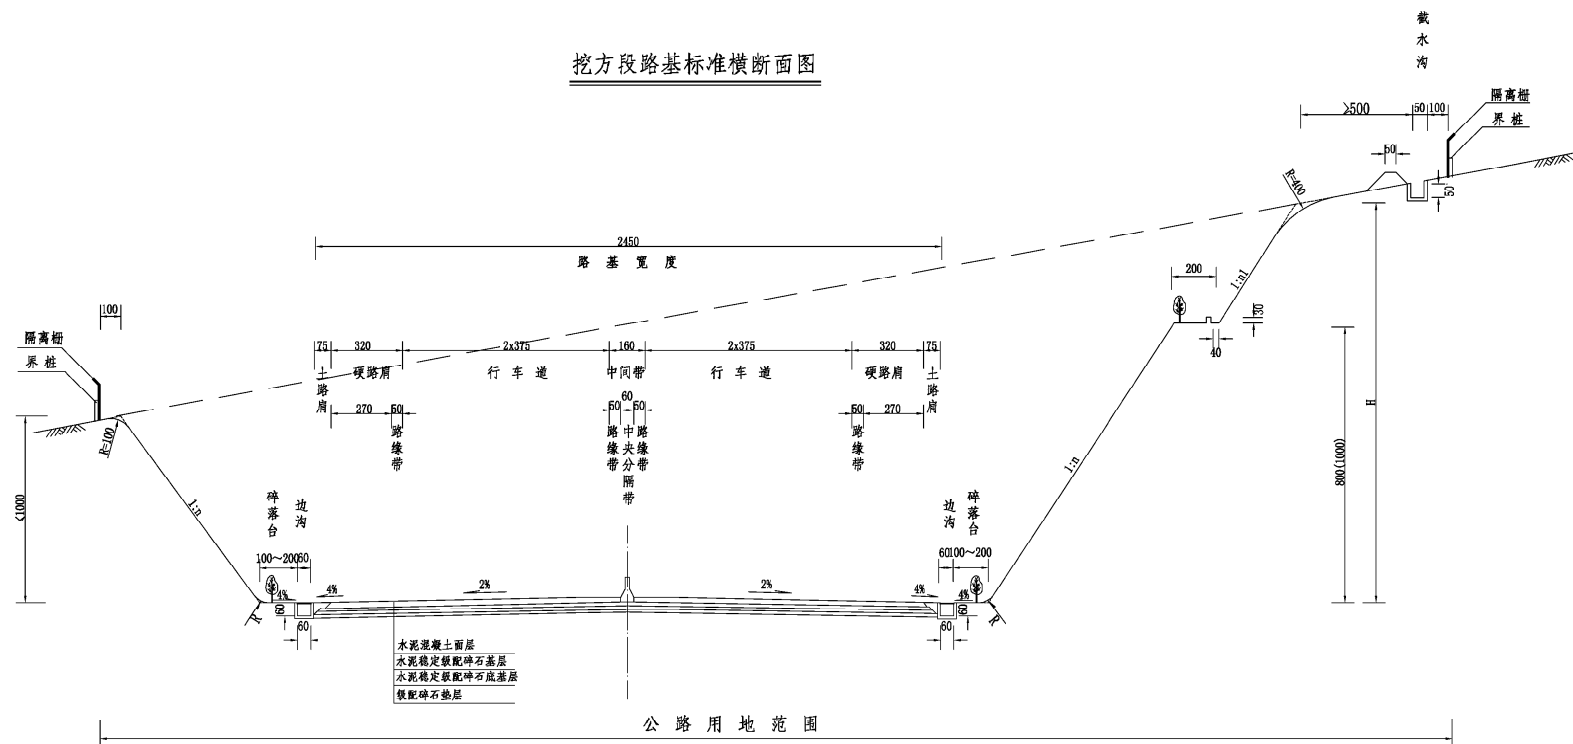 截水沟
挖方段路基标准横断面图
隔离栅
界桩
≥500
50
100
50
50
R=400
2450
路基宽度
200
1:n1
30
40
100
隔离栅
界桩
75
320
2x375
160
2x375
320
75
土路肩
硬路肩
行车道
中间带
行车道
硬路肩
土路肩
60
270
50
50
50
50
270
路缘带
路缘带
中央分隔带
路缘带
路缘带
R=100
<1000
1:n
1:n
H
800(1000)
碎落台
边沟
边沟
碎落台
100～200
60
60
100～200
4%
4%
2%
2%
4%
4%
60
60
R
R
60
60
水泥混凝土面层
水泥稳定级配碎石基层
水泥稳定级配碎石底基层
级配碎石垫层
公路用地范围